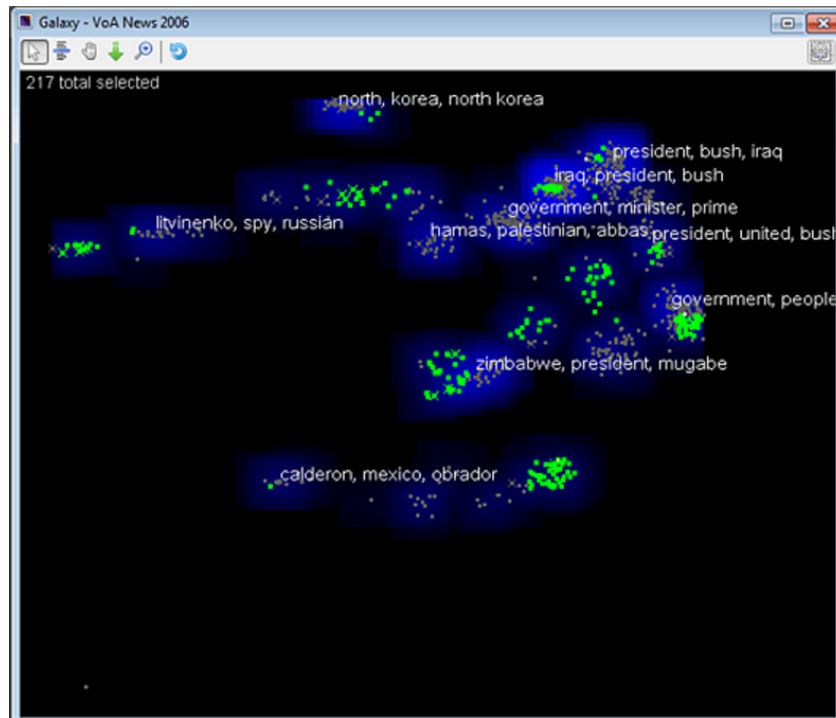 Galaxy - VoA News 2006
217 total selected
north, korea, north korea
president, bush, iraq
iraq, president, bush
government, minister, prime
litvinenko, spy, russian
hamas, palestinian, abbas
president, united, bush
government, people
zimbabwe, president, mugabe
calderon, mexico, obrador